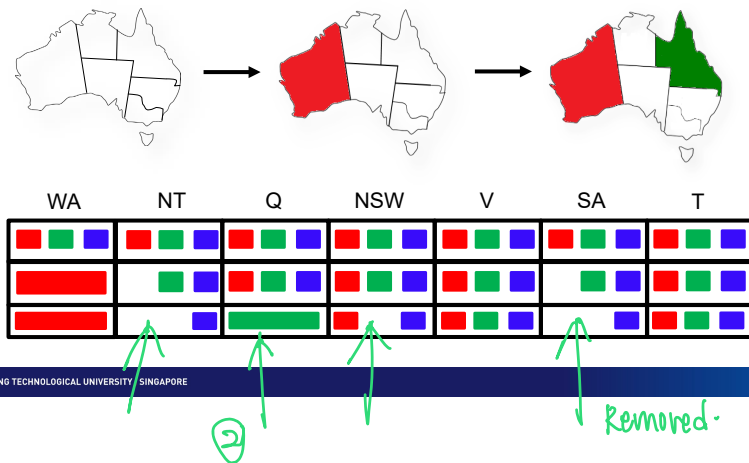 WA NT Q NSW V SA T
NG TECHNOLOGICAL UNIVERSITY SINGAPORE
Removed.
2